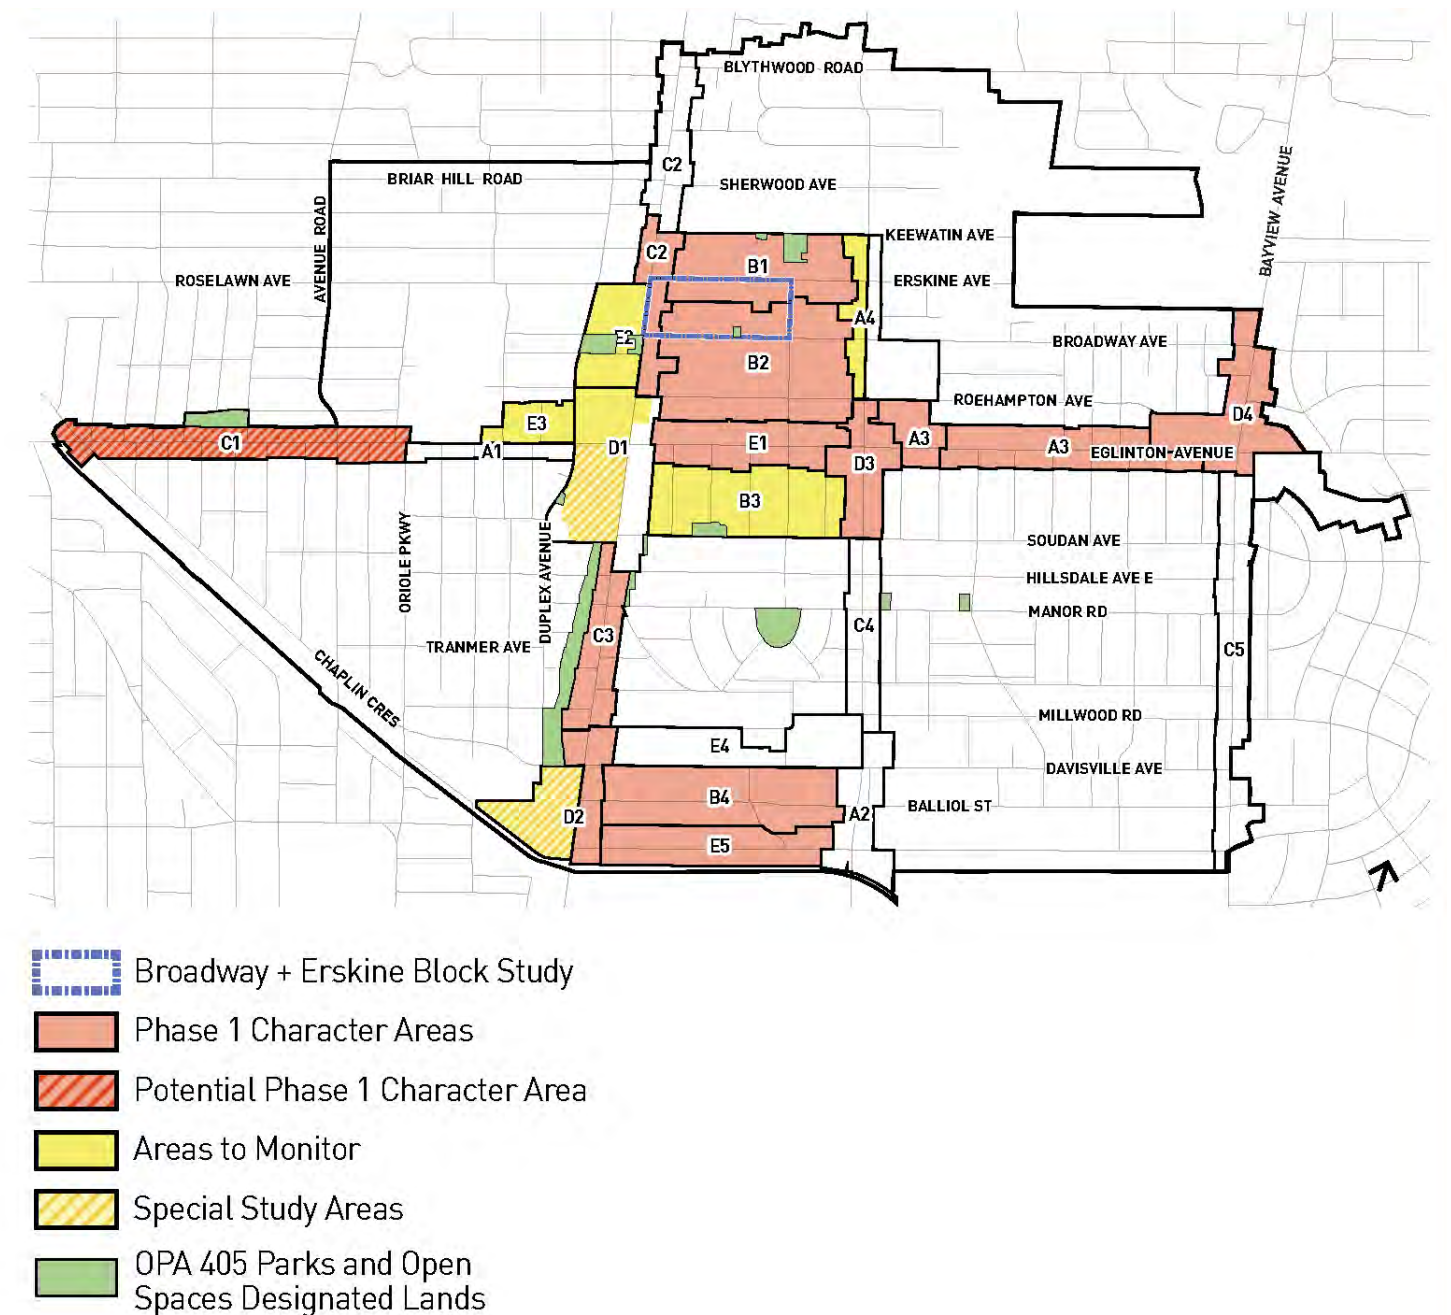 BLYTHWOOD ROAD
C2
BRIAR HILL ROAD
SHERWOOD AVE
AVENUE ROAD
BAYVIEW AVENUE
KEEWATIN AVE
C2
B1
ROSELAWN AVE
ERSKINE AVE
A4
E2
BROADWAY AVE
B2
ROEHAMPTON AVE
D4
E3
C1
A1
D1
E1
A3
A3
EGLINTON AVENUE
D3
B3
ORIOLE PKWY
DUPLEX AVENUE
SOUDAN AVE
HILLSDALE AVE E
MANOR RD
C4
C3
TRANMER AVE
C5
CHAPLIN CRES
MILLWOOD RD
E4
DAVISVILLE AVE
B4
BALLIOL ST
A2
D2
E5
Broadway + Erskine Block Study
Phase 1 Character Areas
Potential Phase 1 Character Area
Areas to Monitor
Special Study Areas
OPA 405 Parks and Open
Spaces Designated Lands